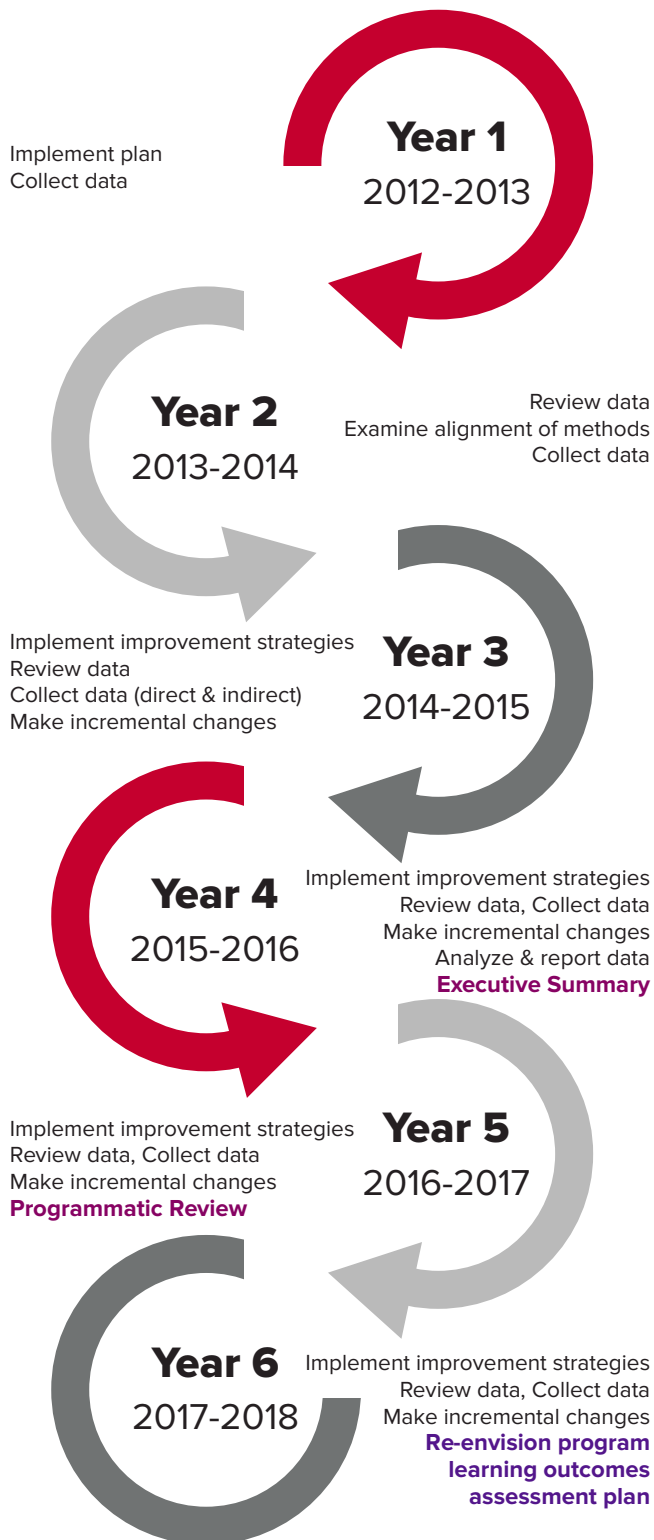 Year 1
2012-2013
Implement plan
Collect data
Year 2
2013-2014
Review data
Examine alignment of methods
Collect data
Year 3
2014-2015
Implement improvement strategies
Review data
Collect data (direct & indirect)
Make incremental changes
Year 4
2015-2016
Implement improvement strategies
Review data, Collect data
Make incremental changes
Analyze & report data
Executive Summary
Year 5
2016-2017
Implement improvement strategies
Review data, Collect data
Make incremental changes
Programmatic Review
Year 6
2017-2018
Implement improvement strategies
Review data, Collect data
Make incremental changes
Re-envision program
learning outcomes
assessment plan